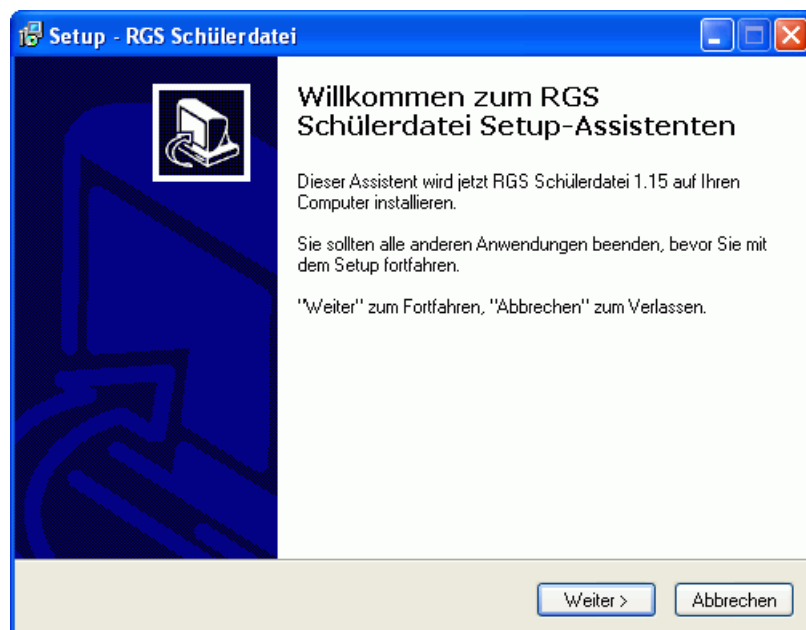 Setup - RGS Schülerdatei
Willkommen zum RGS
Schülerdatei Setup-Assistenten
Dieser Assistent wird jetzt RGS Schülerdatei 1.15 auf Ihren
Computer installieren.
Sie sollten alle anderen Anwendungen beenden, bevor Sie mit
dem Setup fortfahren.
"Weiter" zum Fortfahren, "Abbrechen" zum Verlassen.
Weiter >
Abbrechen